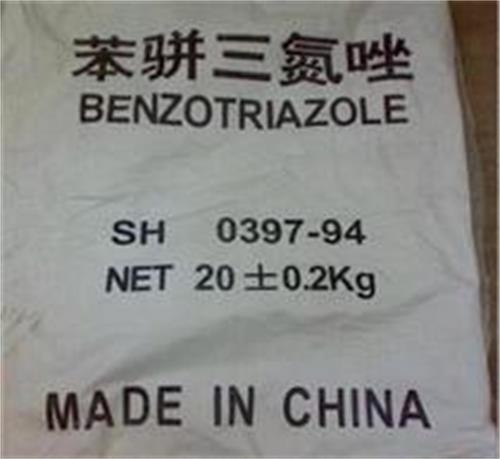 苯骈三氮唑
BENZOTRIAZOLE
SH 0397-94
NET 20±0.2Kg
MADE IN CHINA